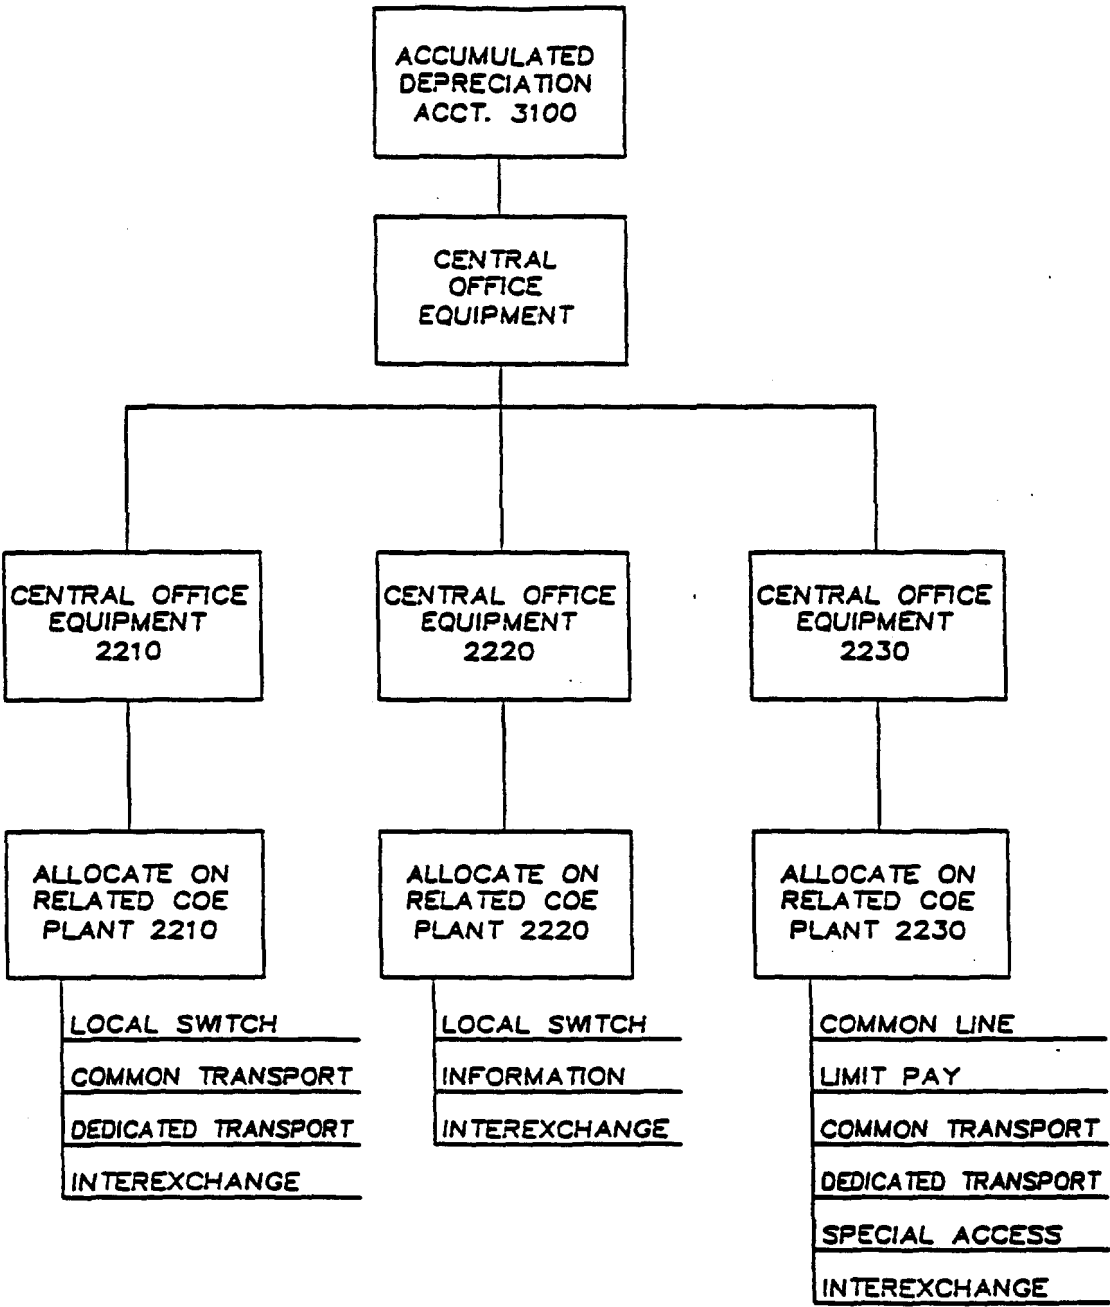 ACCUMULATED
DEPRECIATION
ACCT. 3100
CENTRAL
OFFICE
EQUIPMENT
CENTRAL OFFICE
EQUIPMENT
2210
CENTRAL OFFICE
EQUIPMENT
2220
CENTRAL OFFICE
EQUIPMENT
2230
ALLOCATE ON
RELATED COE
PLANT 2210
ALLOCATE ON
RELATED COE
PLANT 2220
ALLOCATE ON
RELATED COE
PLANT 2230
LOCAL SWITCH
COMMON TRANSPORT
DEDICATED TRANSPORT
INTEREXCHANGE
LOCAL SWITCH
INFORMATION
INTEREXCHANGE
COMMON LINE
LIMIT PAY
COMMON TRANSPORT
DEDICATED TRANSPORT
SPECIAL ACCESS
INTEREXCHANGE